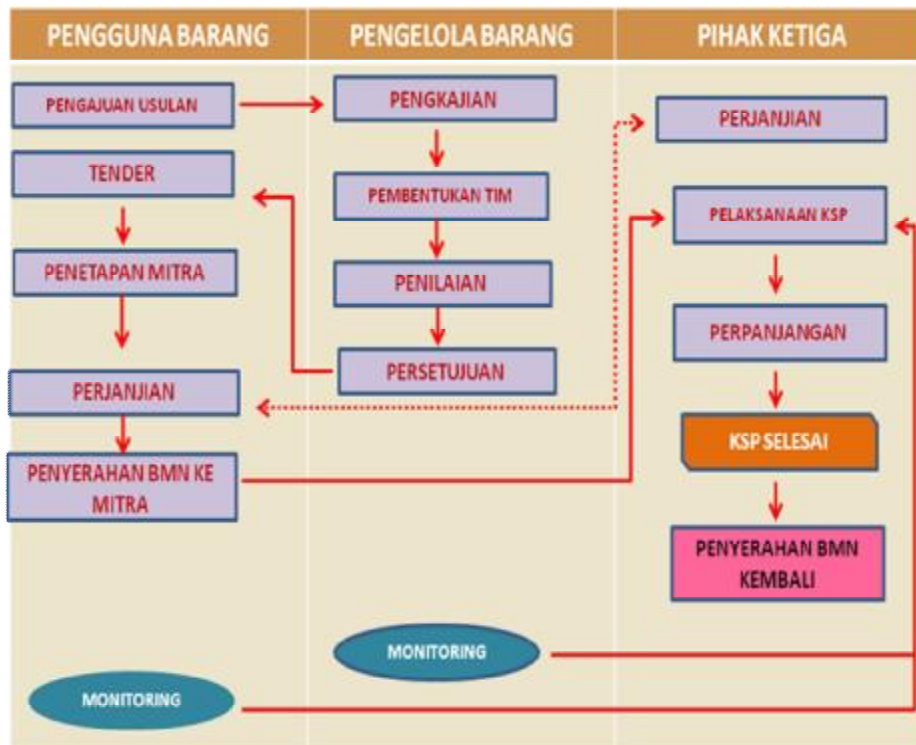 PENGGUNA BARANG
PENGELOLA BARANG
PIHAK KETIGA
PENGAJUAN USULAN
TENDER
PENETAPAN MITRA
PERJANJIAN
PENYERAHAN BMN KE
MITRA
MONITORING
PENGKAJIAN
PEMBENTUKAN TIM
PENILAIAN
PERSETUJUAN
MONITORING
PERJANJIAN
PELAKSANAAN KSP
PERPANJANGAN
KSP SELESAI
PENYERAHAN BMN
KEMBALI